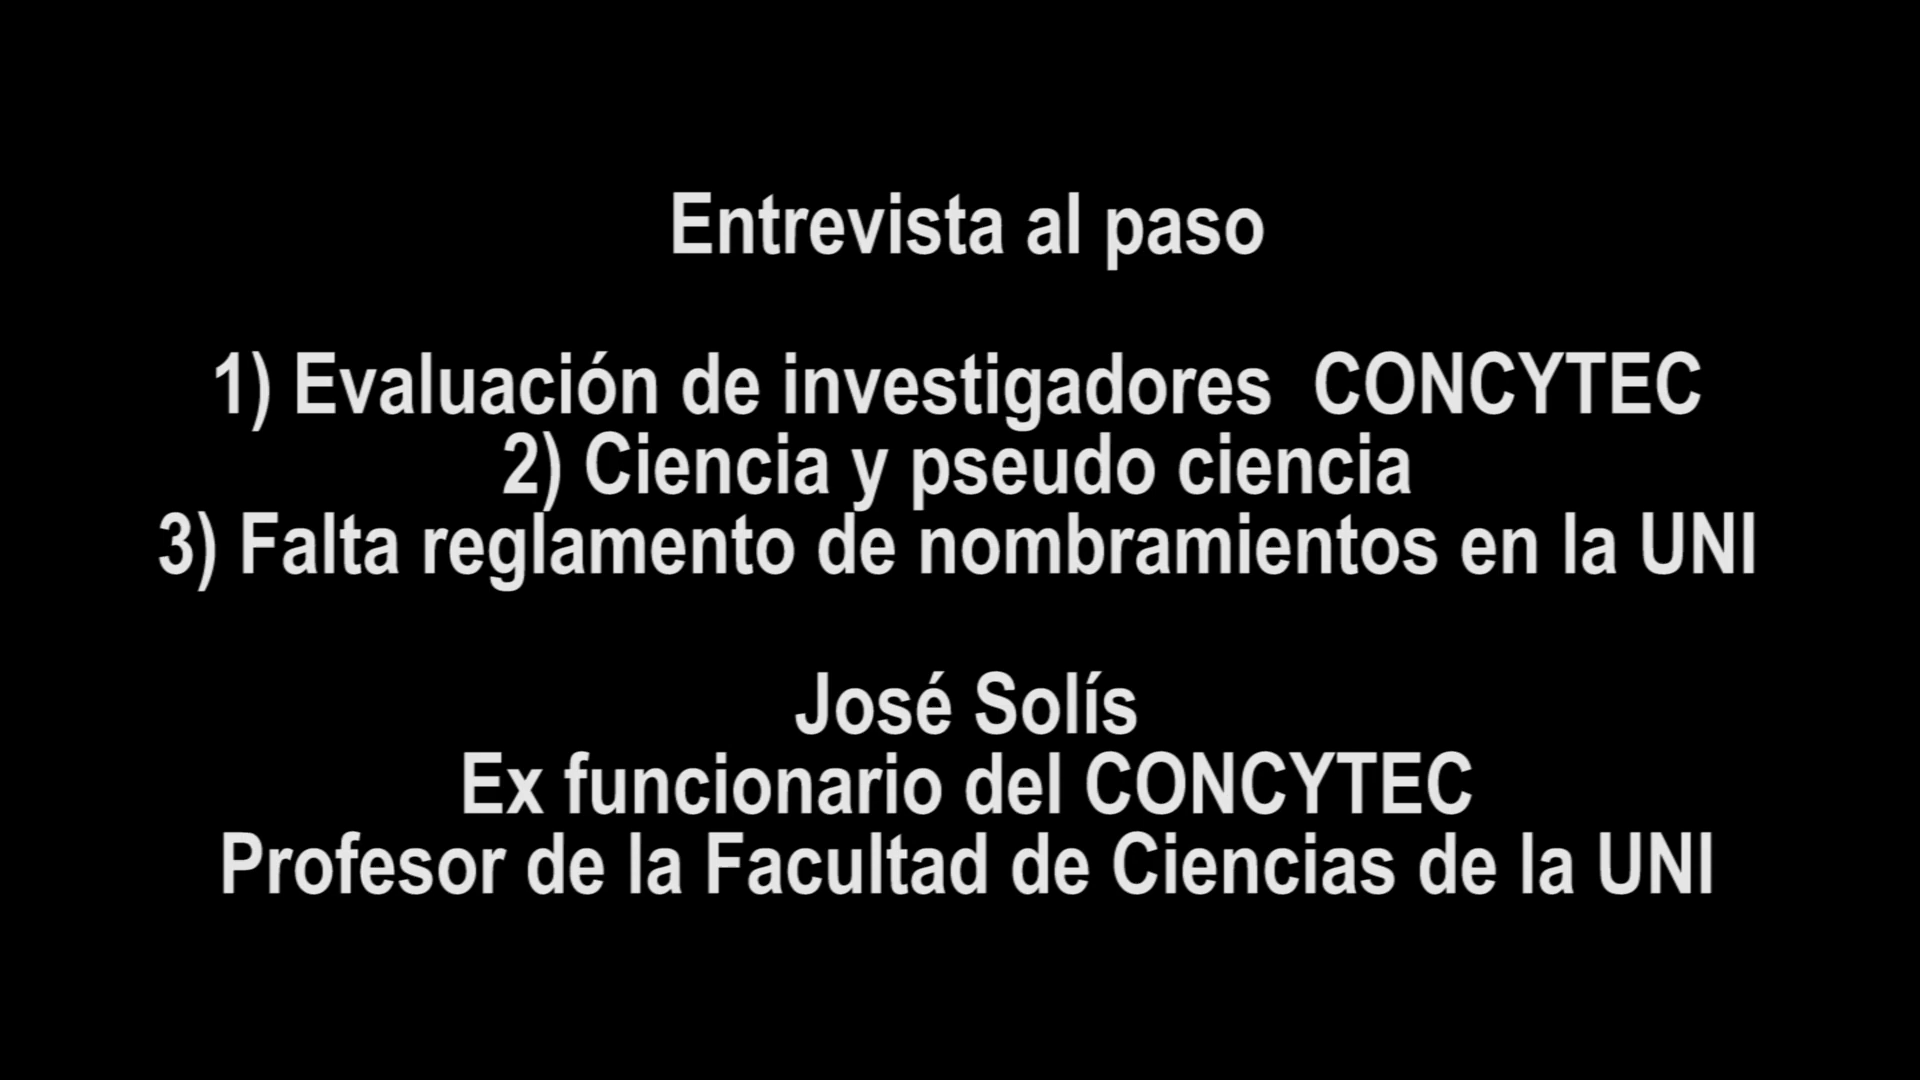 Entrevista al paso
1) Evaluación de investigadores  CONCYTEC
2) Ciencia y pseudo ciencia
3) Falta reglamento de nombramientos en la UNI
José Solís
Ex funcionario del CONCYTEC
Profesor de la Facultad de Ciencias de la UNI